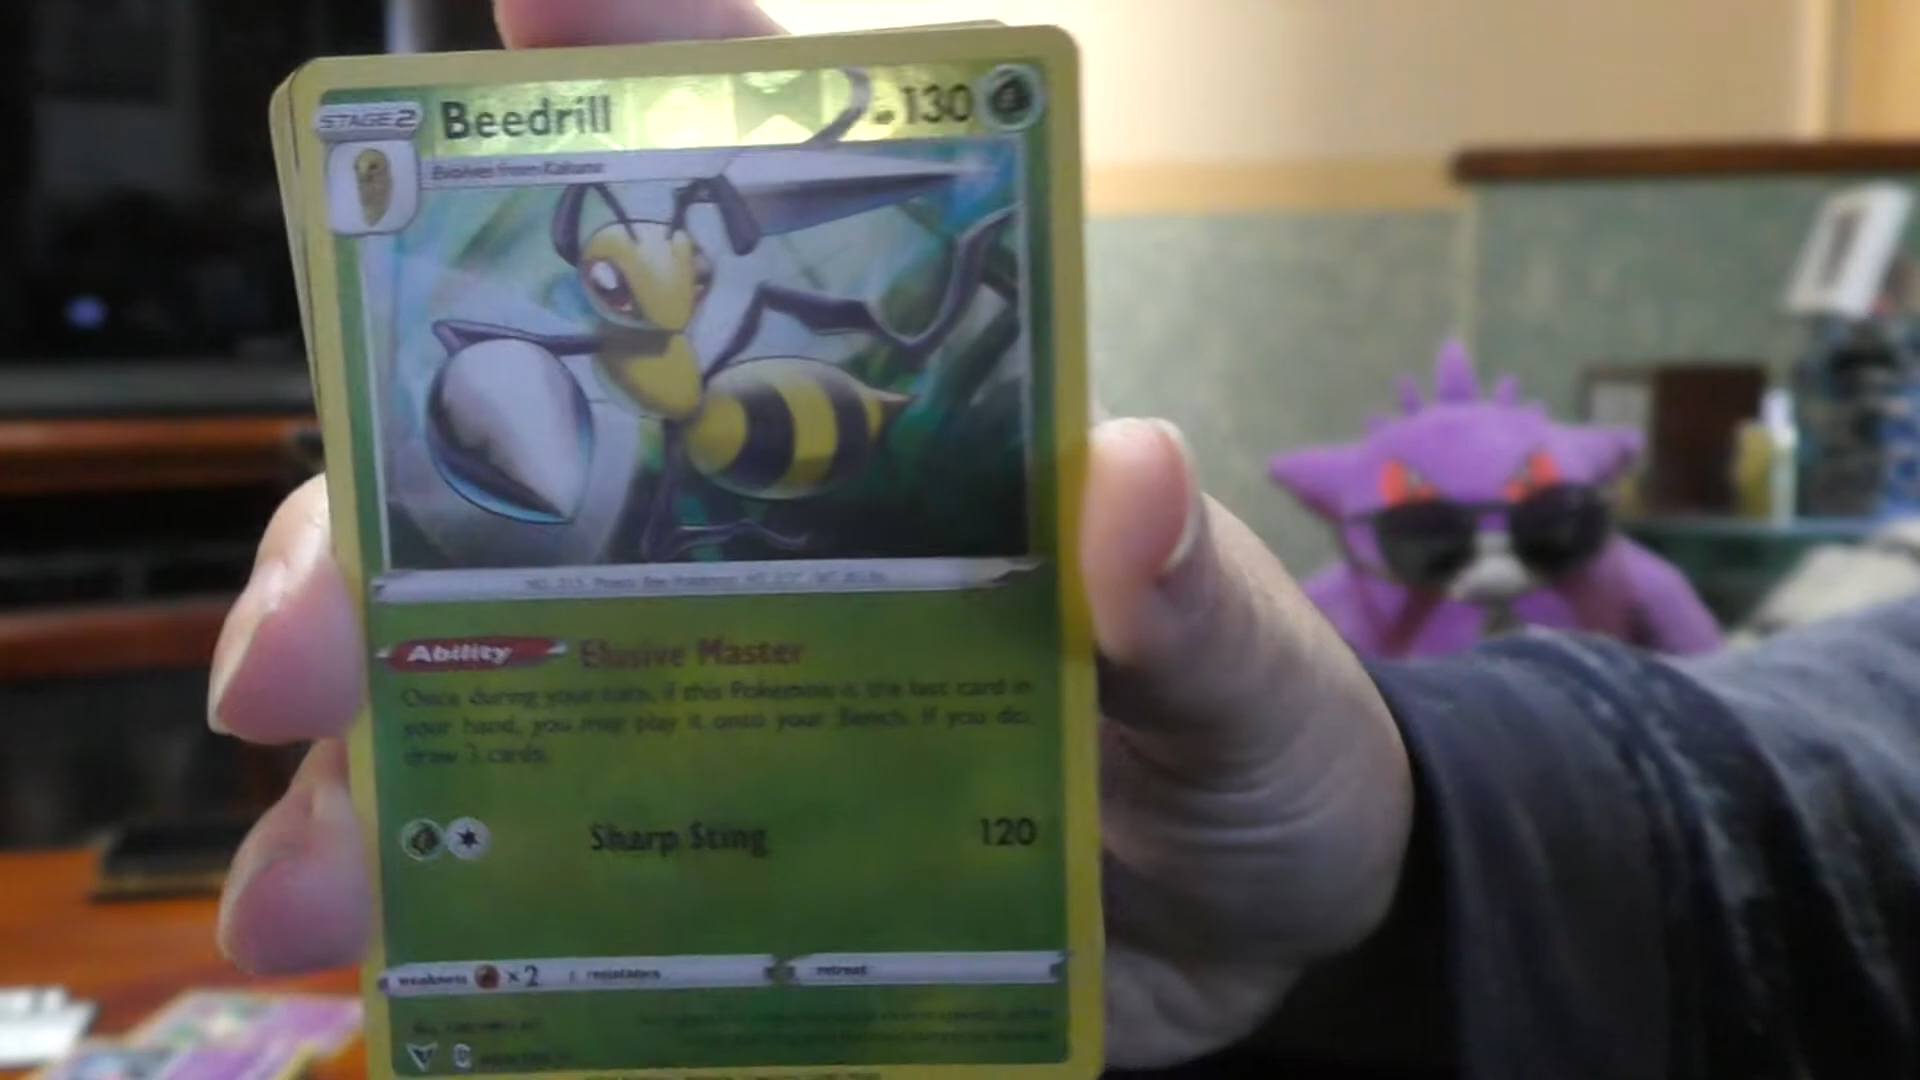 STAGE 2 Beedrill HP 130
Evolves from Kakuna
Ability Elusive Master
Once during your turn, if this Pokémon is the last card in
your hand, you may play it onto your Bench. If you do,
draw 3 cards.
Sharp Sting 120
weakness ×2 resistance retreat